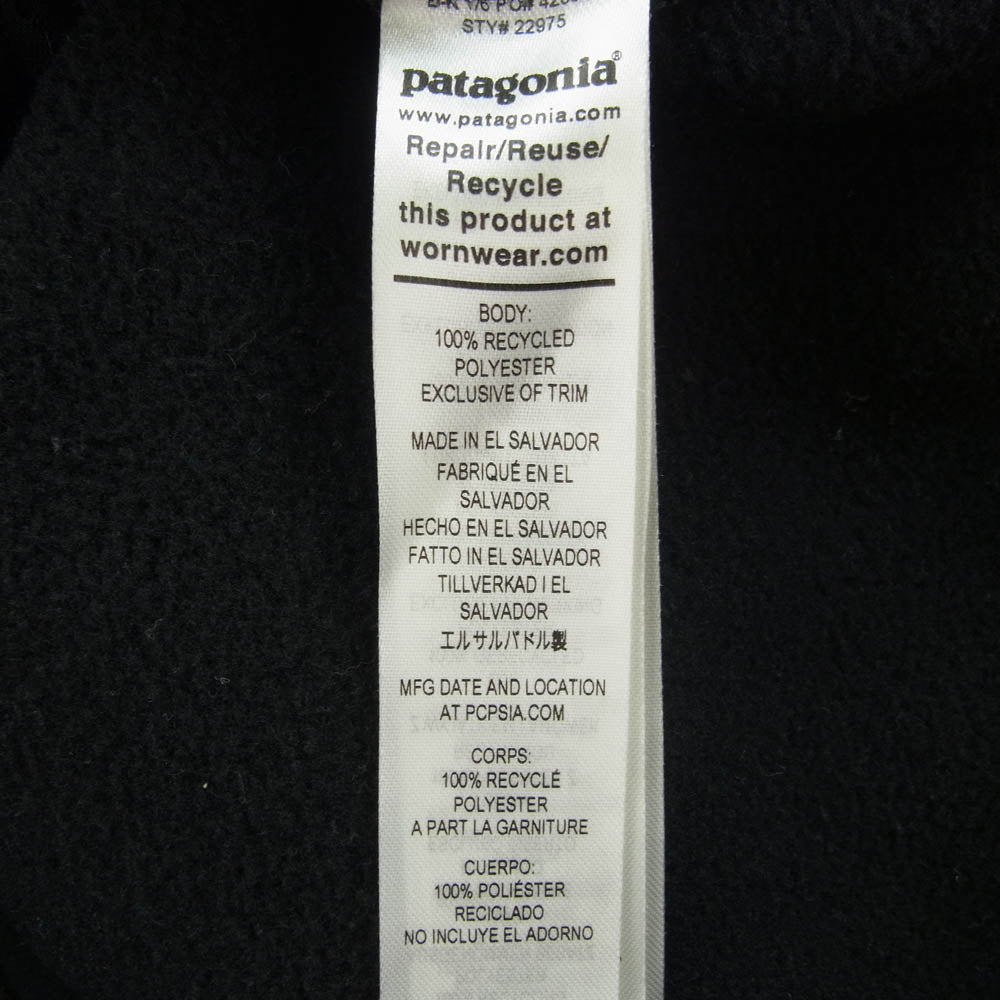 STY# 22975
patagonia®
www.patagonia.com
Repair/Reuse/
Recycle
this product at
wornwear.com
BODY:
100% RECYCLED
POLYESTER
EXCLUSIVE OF TRIM
MADE IN EL SALVADOR
FABRIQUÉ EN EL
SALVADOR
HECHO EN EL SALVADOR
FATTO IN EL SALVADOR
TILLVERKAD I EL
SALVADOR
エルサルバドル製
MFG DATE AND LOCATION
AT PCPSIA.COM
CORPS:
100% RECYCLÉ
POLYESTER
A PART LA GARNITURE
CUERPO:
100% POLIÉSTER
RECICLADO
NO INCLUYE EL ADORNO